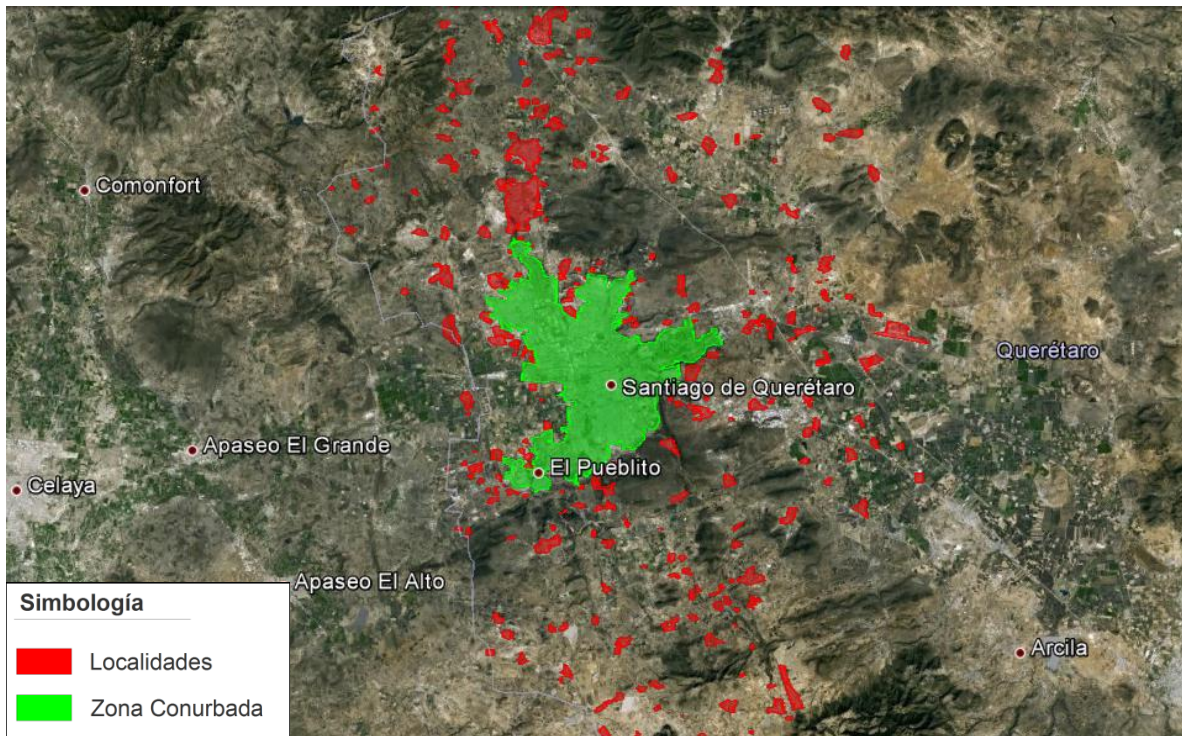 Comonfort
Querétaro
Santiago de Querétaro
Apaseo El Grande
El Pueblito
Celaya
Apaseo El Alto
Simbología
Localidades
Zona Conurbada
Arcila